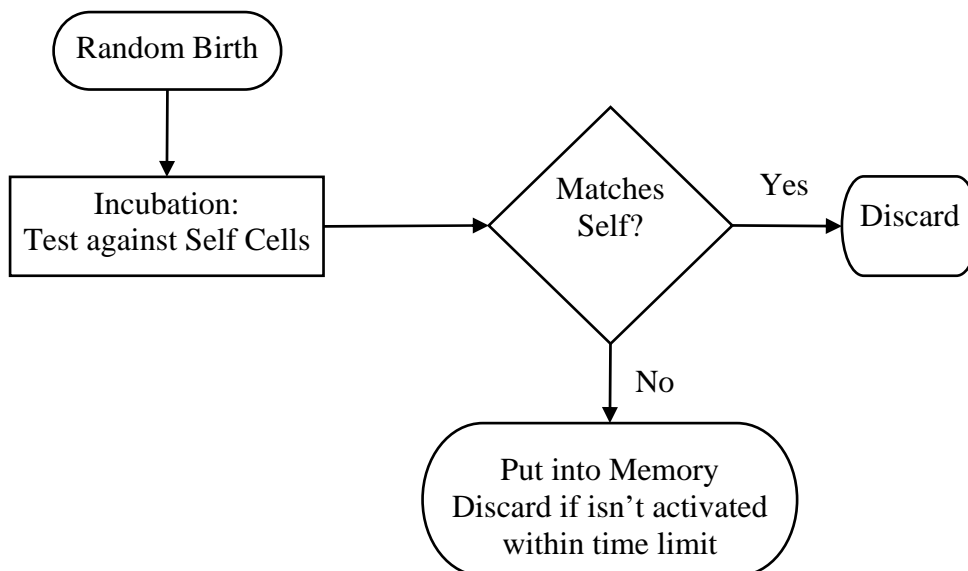 Random Birth
Incubation:
Test against Self Cells
Matches
Self?
Yes
Discard
No
Put into Memory
Discard if isn’t activated
within time limit